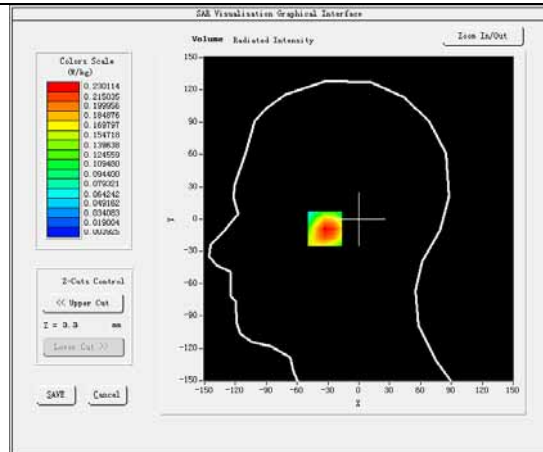 SAR Visualisation Graphical Interface
Volume Radiated Intensity
Zoom In/Out
Colors Scale
(W/kg)
0.230114
0.215035
0.199956
0.184876
0.169797
0.154718
0.139638
0.124559
0.109480
0.094400
0.079321
0.064242
0.049162
0.034083
0.019004
0.003925
Z-Cuts Control
<< Upper Cut
Z = 3.3 mm
Lower Cut >>
SAVE Cancel
150
120
90
60
30
0
-30
-60
-90
-120
-150
Y
-150 -120 -90 -60 -30 0 30 60 90 120 150
X